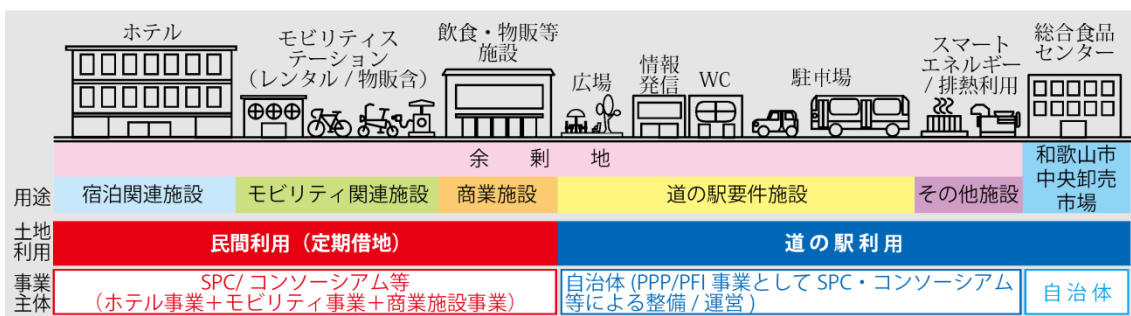 ホテル
モビリティス
テーション
(レンタル / 物販含)
飲食・物販等
施設
広場
情報
発信
WC
駐車場
スマート
エネルギー
/ 排熱利用
総合食品
センター
余 剰 地
和歌山市
中央卸売
市場
用途
宿泊関連施設
モビリティ関連施設
商業施設
道の駅要件施設
その他施設
土地
利用
民間利用（定期借地）
道の駅利用
事業
主体
SPC/ コンソーシアム等
（ホテル事業＋モビリティ事業＋商業施設事業）
自治体 (PPP/PFI 事業として SPC・コンソーシアム
等による整備 / 運営 )
自治体